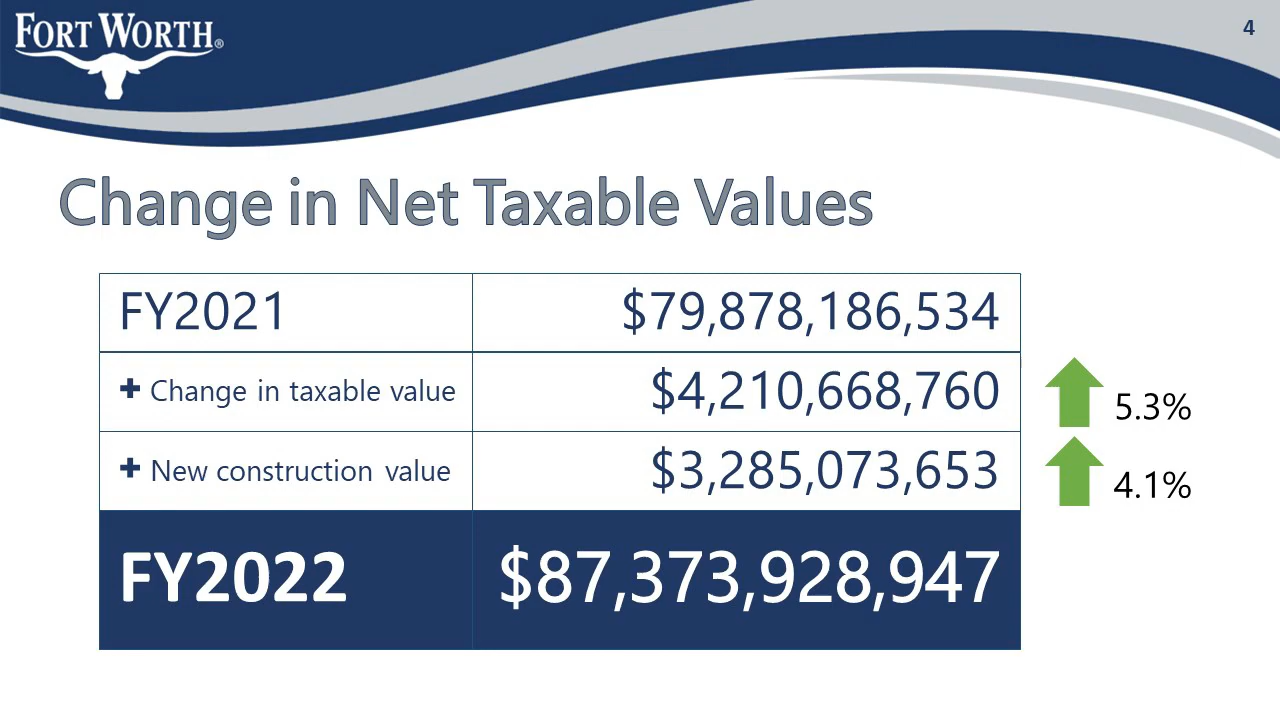 FORT WORTH®
4
Change in Net Taxable Values
FY2021 $79,878,186,534
+ Change in taxable value $4,210,668,760 5.3%
+ New construction value $3,285,073,653 4.1%
FY2022 $87,373,928,947